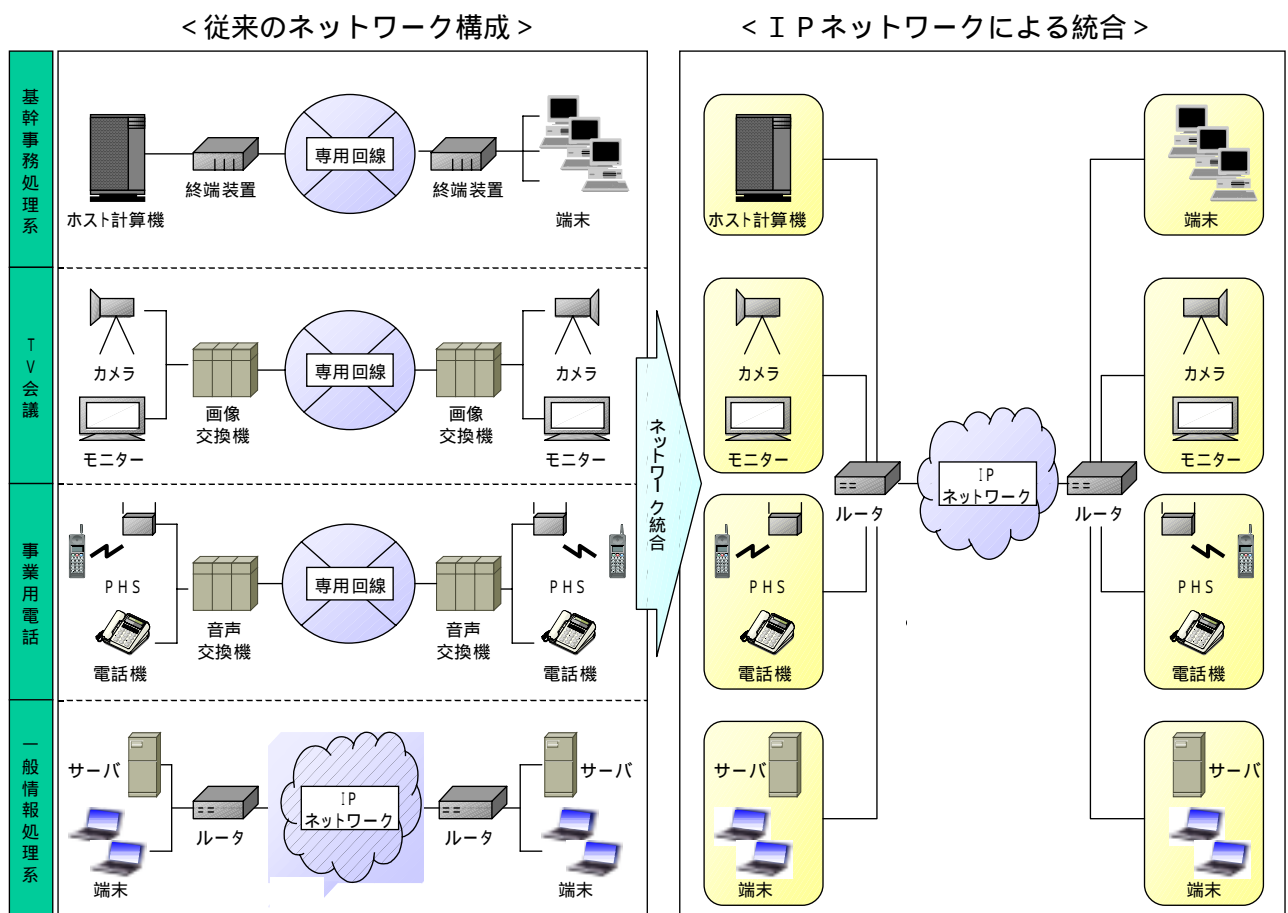 ＜従来のネットワーク構成＞
＜ＩＰネットワークによる統合＞
基幹事務処理系
専用回線
終端装置
終端装置
ホスト計算機
端末
ＴＶ会議
カメラ
専用回線
カメラ
画像
交換機
画像
交換機
モニター
モニター
事業用電話
専用回線
ＰＨＳ
ＰＨＳ
音声
交換機
音声
交換機
電話機
電話機
一般情報処理系
サーバ
サーバ
IP
ネットワーク
ルータ
ルータ
端末
端末
ネットワーク統合
ホスト計算機
端末
カメラ
カメラ
モニター
モニター
IP
ネットワーク
ルータ
ルータ
ＰＨＳ
ＰＨＳ
電話機
電話機
サーバ
サーバ
端末
端末